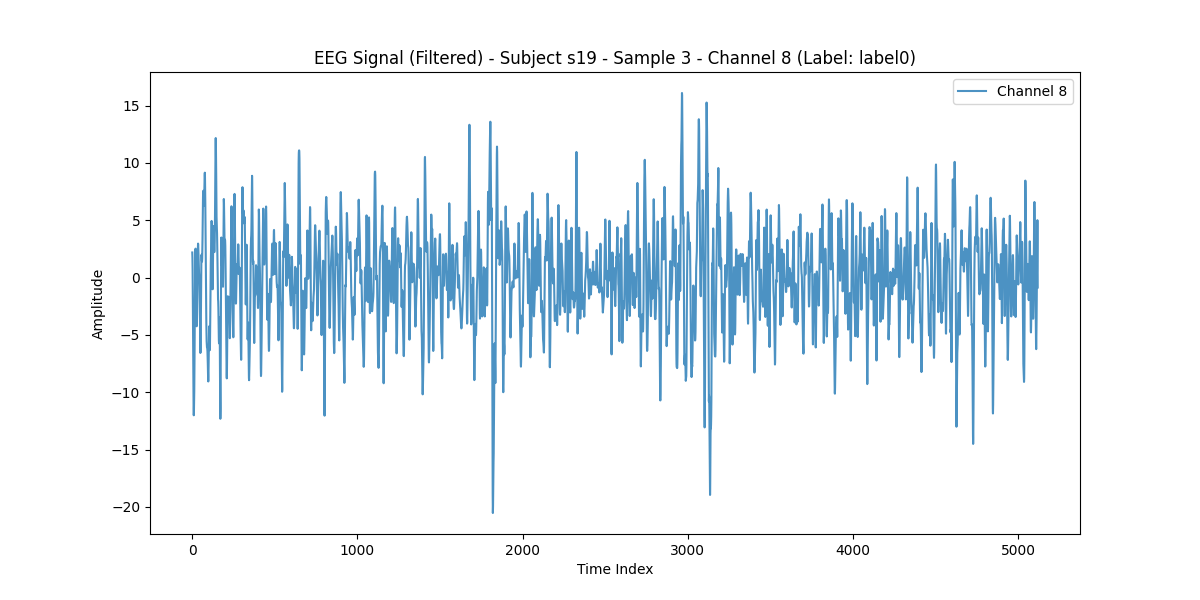 EEG Signal (Filtered) - Subject s19 - Sample 3 - Channel 8 (Label: label0)
Channel 8
15
10
5
0
−5
−10
−15
−20
Amplitude
0 1000 2000 3000 4000 5000
Time Index